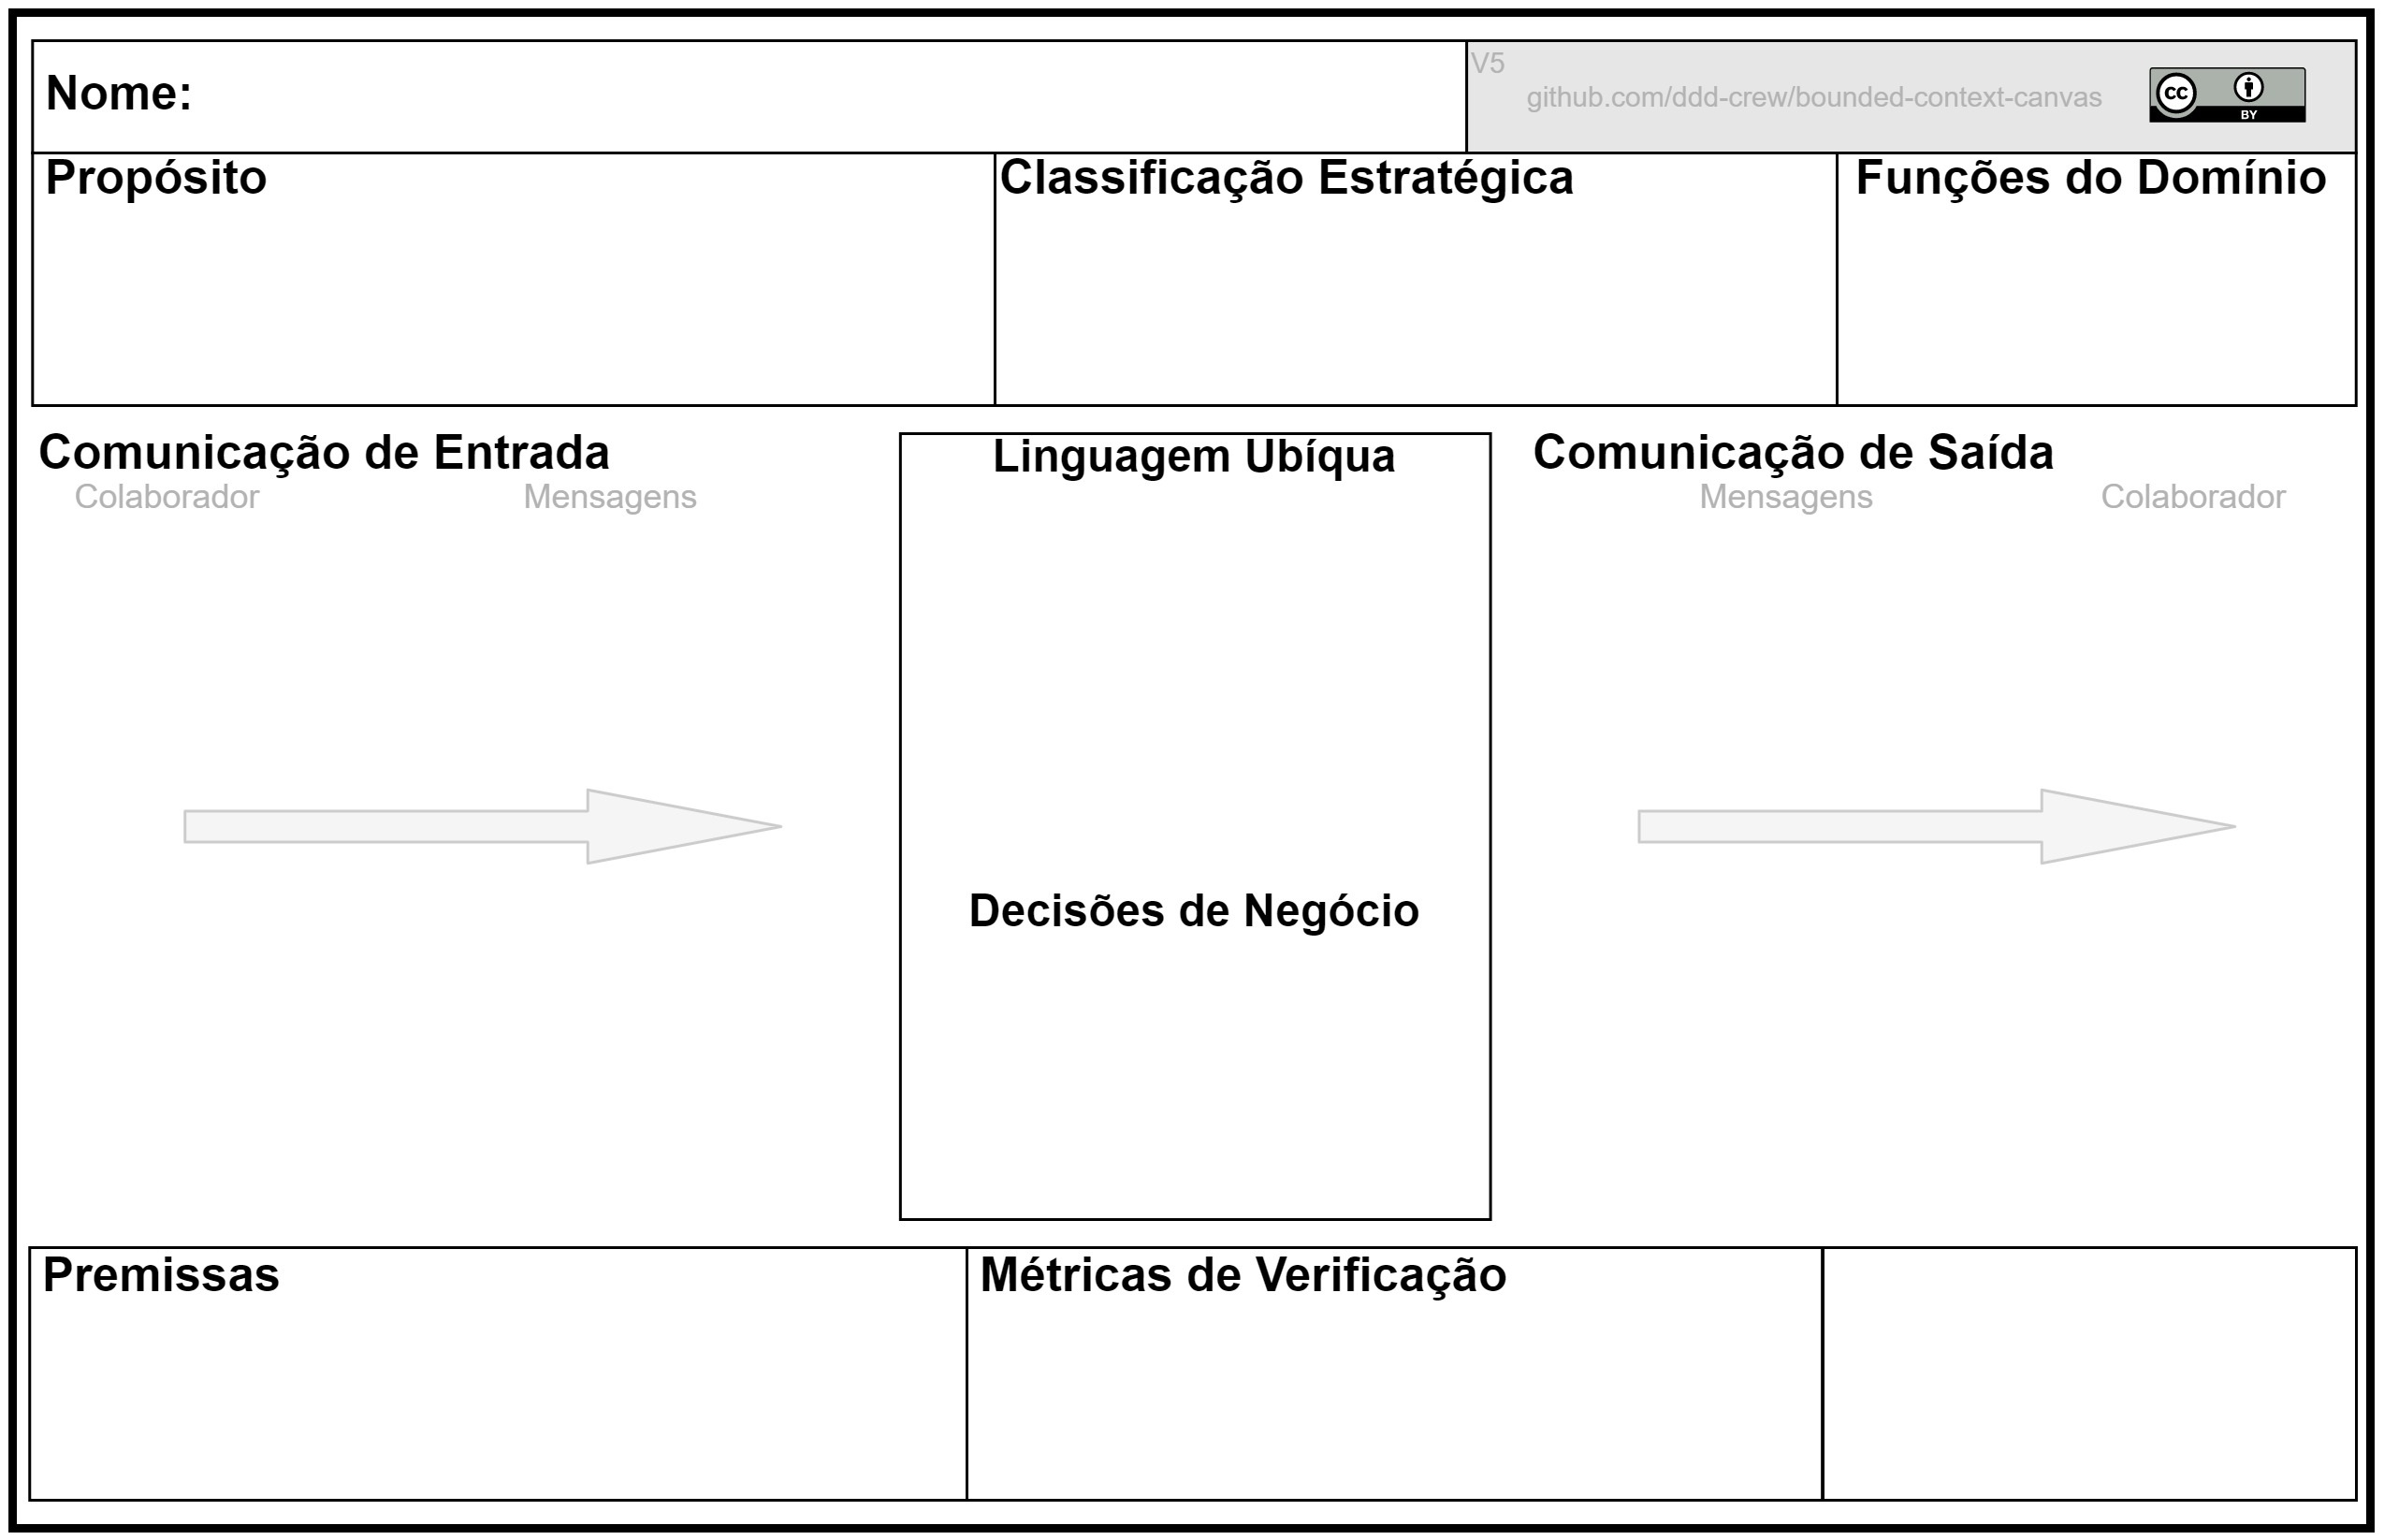 Nome:
V5
github.com/ddd-crew/bounded-context-canvas
cc
BY
Propósito
Classificação Estratégica
Funções do Domínio
Comunicação de Entrada
Colaborador
Mensagens
Linguagem Ubíqua
Decisões de Negócio
Comunicação de Saída
Mensagens
Colaborador
Premissas
Métricas de Verificação